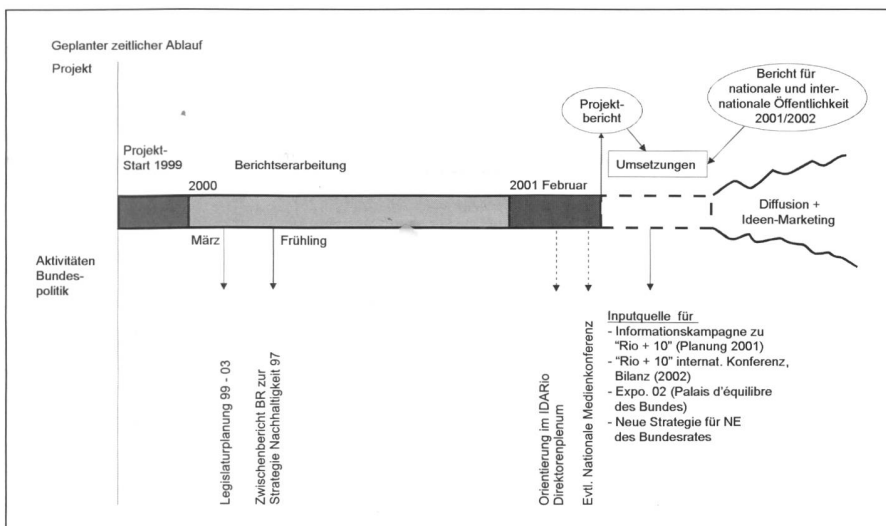 Geplanter zeitlicher Ablauf
Projekt
Projekt-
bericht
Bericht für
nationale und inter-
nationale Öffentlichkeit
2001/2002
Projekt-
Start 1999
Berichtserarbeitung
Umsetzungen
2000
2001 Februar
Diffusion +
Ideen-Marketing
März
Frühling
Aktivitäten
Bundes-
politik
Legislaturplanung 99 - 03
Zwischenbericht BR zur
Strategie Nachhaltigkeit 97
Orientierung im IDARio
Direktorenplenum
Evtl. Nationale Medienkonferenz
Inputquelle für
- Informationskampagne zu
"Rio + 10" (Planung 2001)
- "Rio + 10" internat. Konferenz,
Bilanz (2002)
- Expo. 02 (Palais d'équilibre
des Bundes)
- Neue Strategie für NE
des Bundesrates